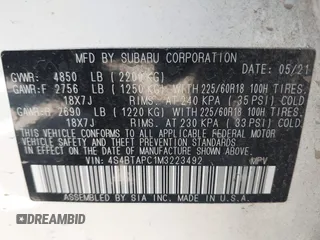 MFD BY SUBARU CORPORATION
DATE: 05/21
GVWR: 4850 LB (2200 KG)
GAWR:F 2756 LB (1250 KG) WITH 225/60R18 100H TIRES,
18X7J RIMS, AT 240 KPA (35 PSI) COLD
GAWR:R 2690 LB (1220 KG) WITH 225/60R18 100H TIRES,
18X7J RIMS, AT 230 KPA (33 PSI) COLD
THIS VEHICLE CONFORMS TO ALL APPLICABLE FEDERAL MOTOR
VEHICLE SAFETY STANDARDS IN EFFECT ON THE DATE OF
MANUFACTURE SHOWN ABOVE.
VIN: 4S4BTAPC1M3223492 MPV
ASSEMBLED BY SIA INC. MADE IN U.S.A.
DREAMBID